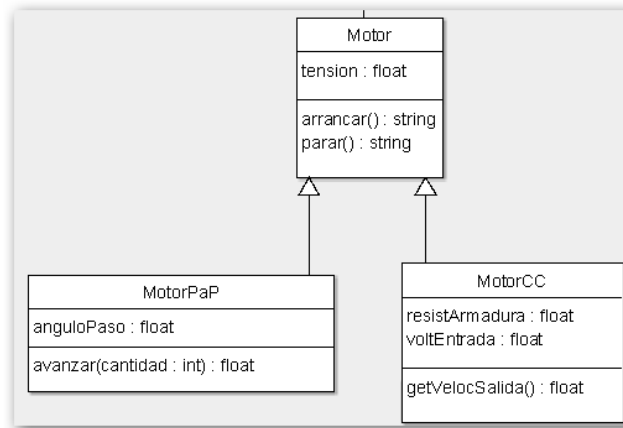 Motor
tension : float
arrancar() : string
parar() : string
MotorPaP
anguloPaso : float
avanzar(cantidad : int) : float
MotorCC
resistArmadura : float
voltEntrada : float
getVelocSalida() : float